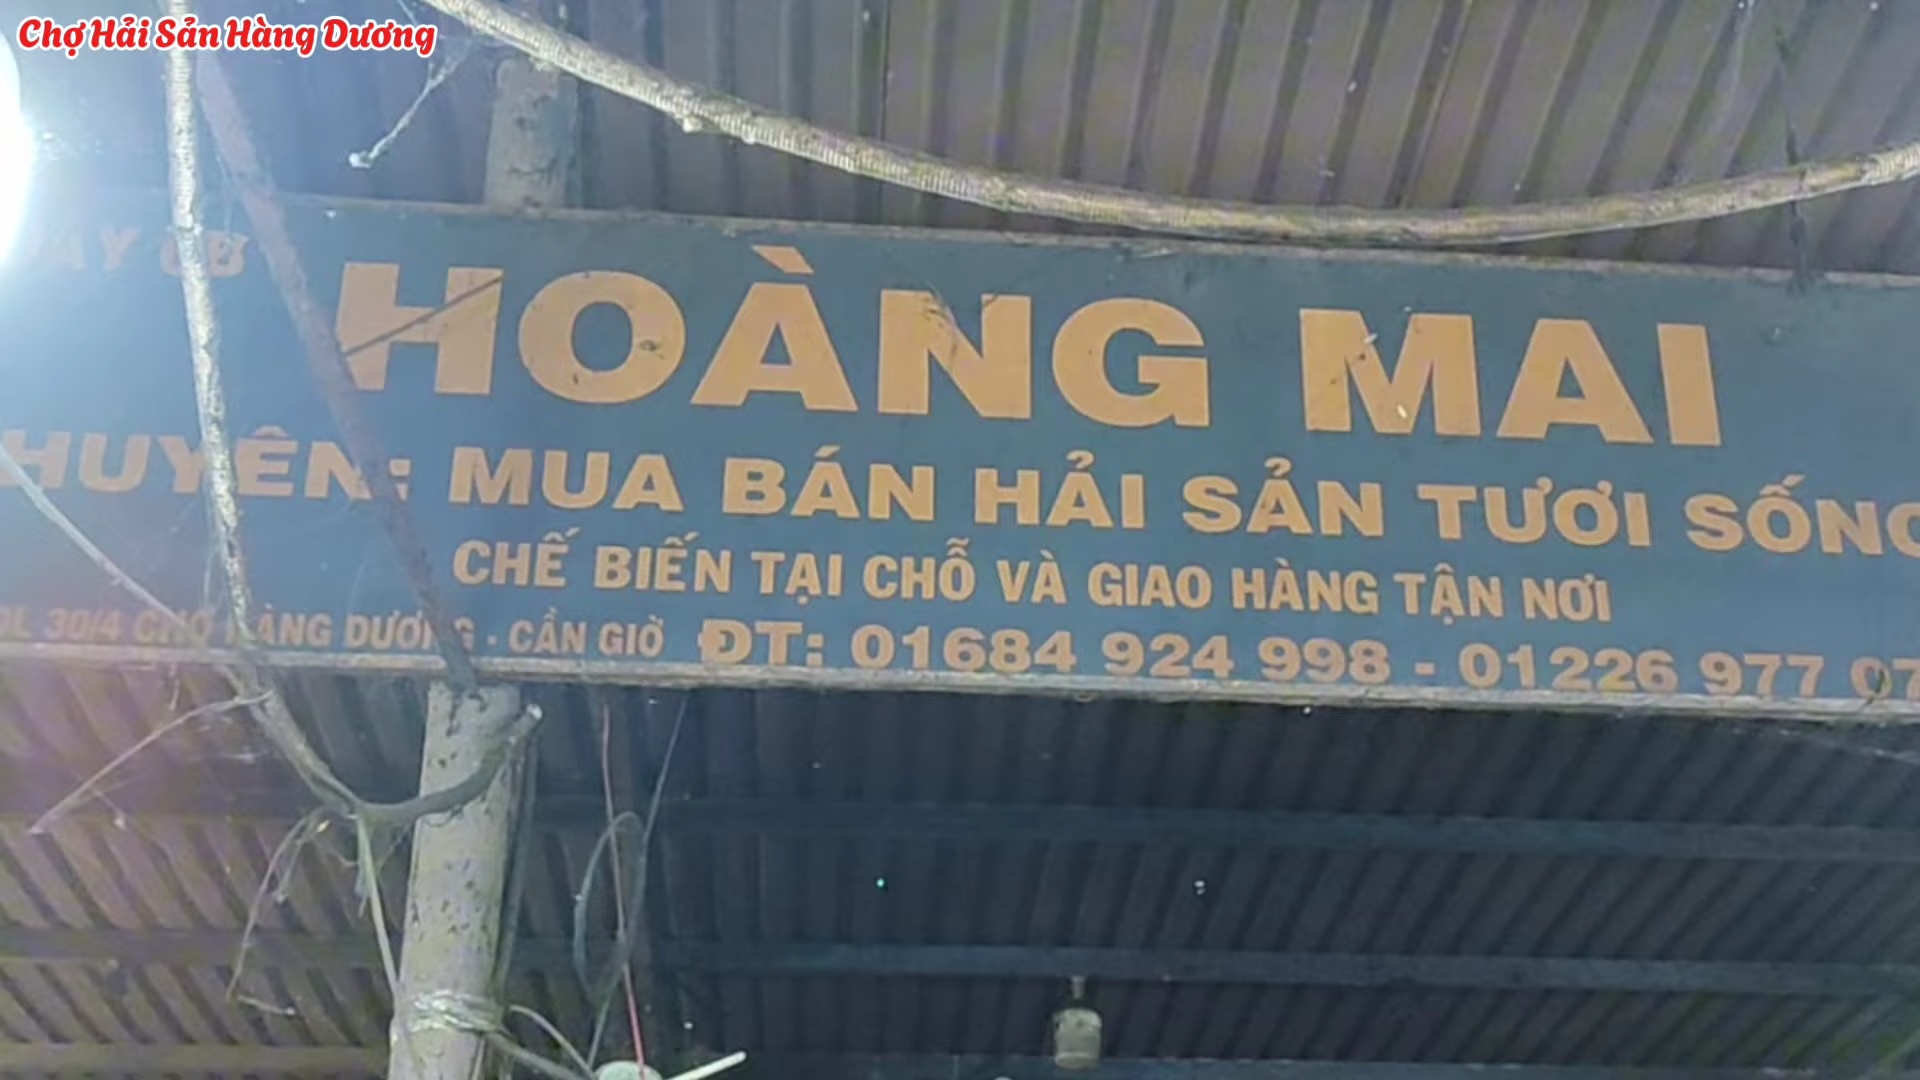 Chợ Hải Sản Hàng Dương
HOÀNG MAI
HUYÊN: MUA BÁN HẢI SẢN TƯƠI SỐNG
CHẾ BIẾN TẠI CHỖ VÀ GIAO HÀNG TẬN NƠI
DL 30/4 CHỢ HÀNG DƯƠNG - CẦN GIỜ ĐT: 01684 924 998 - 01226 977 07